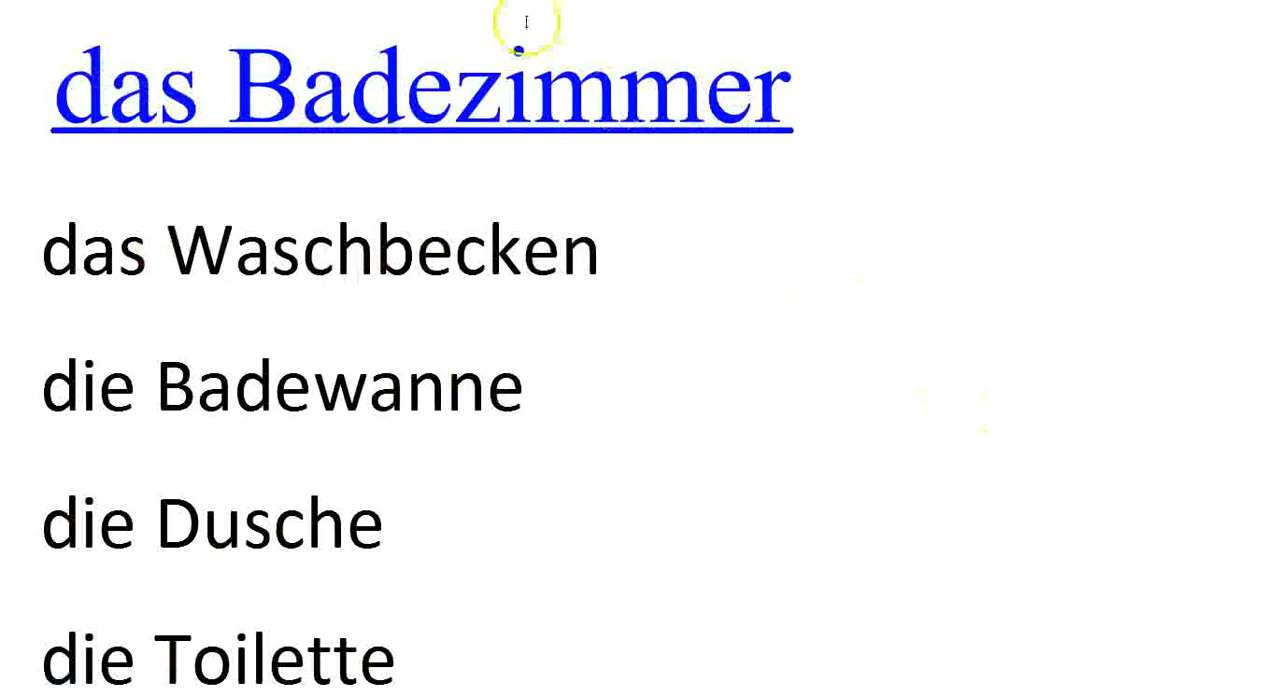 das Badezimmer
das Waschbecken
die Badewanne
die Dusche
die Toilette